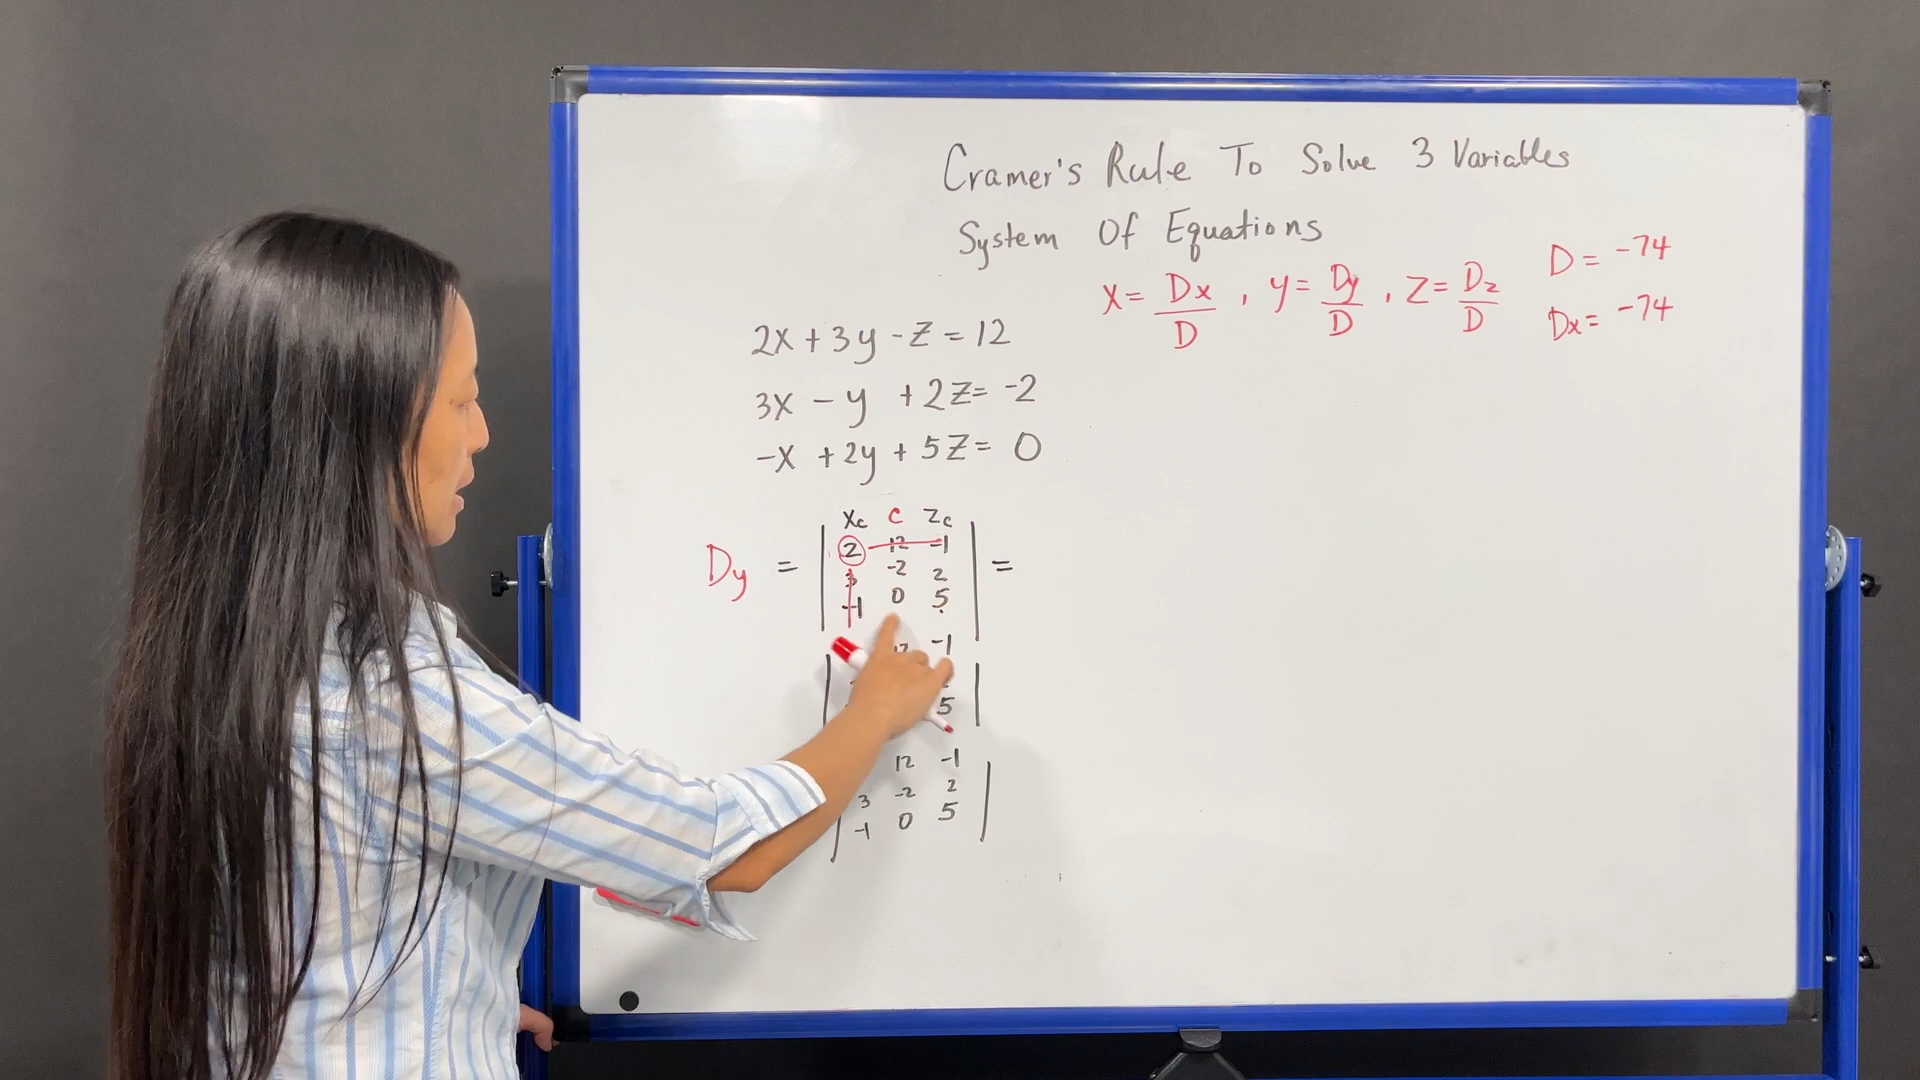 Cramer's Rule To Solve 3 Variables
System Of Equations
D = -74
X = Dx/D , y = Dy/D , Z = Dz/D
Dx = -74
2X + 3y - Z = 12
3X - y + 2Z = -2
-X + 2y + 5Z = 0
Xc C Zc
Dy = | 2 12 -1 | =
3 -2 2
-1 0 5
12 -1
5
12 -1
3 -2 2
-1 0 5